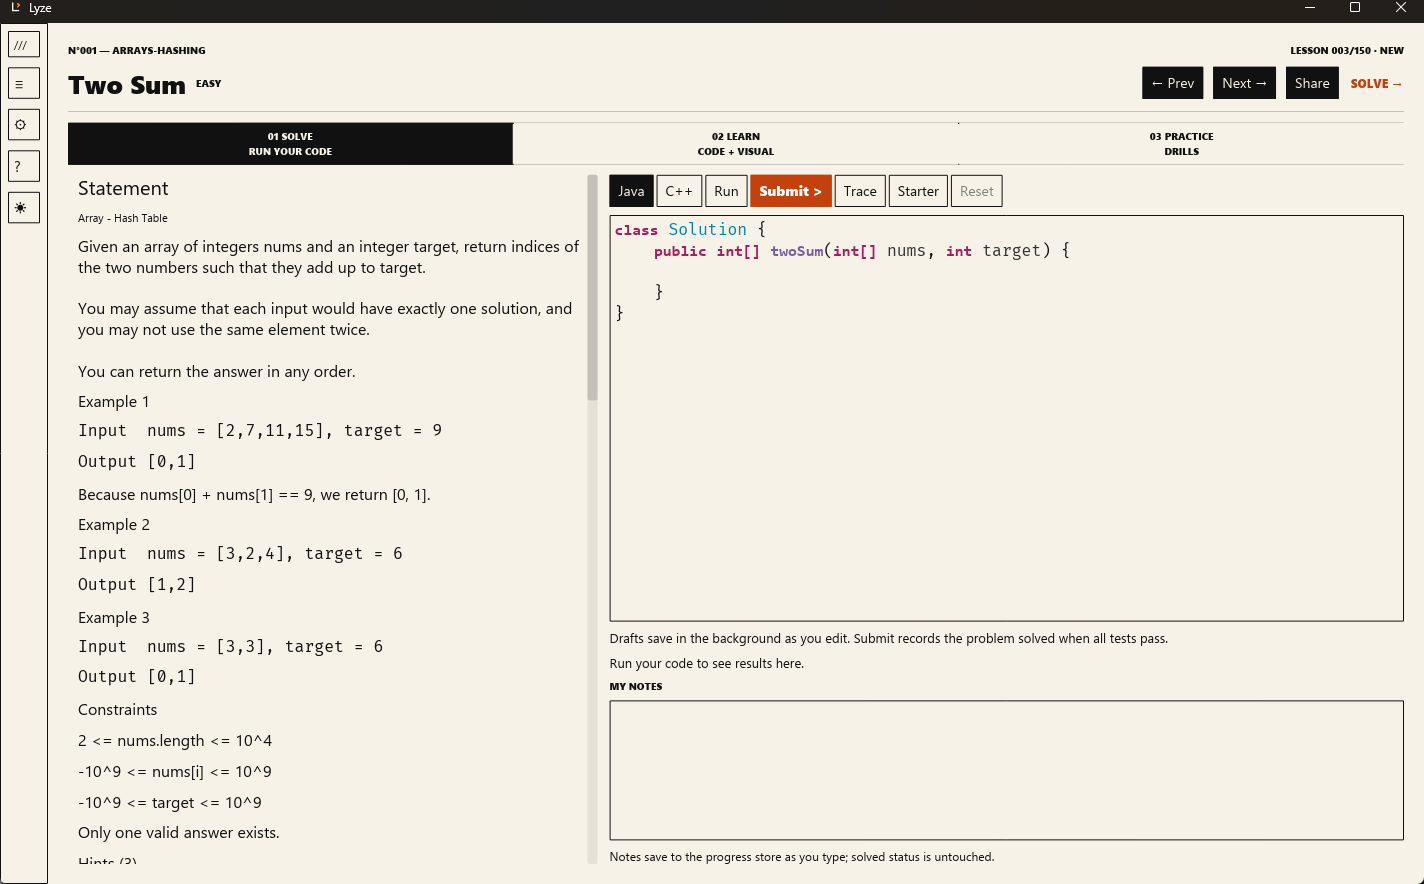 Lyze
///
☰
⚙
?
☀
N°001 — ARRAYS-HASHING
LESSON 003/150 · NEW
Two Sum EASY
← Prev
Next →
Share
SOLVE →
01 SOLVE
RUN YOUR CODE
02 LEARN
CODE + VISUAL
03 PRACTICE
DRILLS
Statement
Array - Hash Table
Given an array of integers nums and an integer target, return indices of
the two numbers such that they add up to target.
You may assume that each input would have exactly one solution, and
you may not use the same element twice.
You can return the answer in any order.
Example 1
Input  nums = [2,7,11,15], target = 9
Output [0,1]
Because nums[0] + nums[1] == 9, we return [0, 1].
Example 2
Input  nums = [3,2,4], target = 6
Output [1,2]
Example 3
Input  nums = [3,3], target = 6
Output [0,1]
Constraints
2 <= nums.length <= 10^4
-10^9 <= nums[i] <= 10^9
-10^9 <= target <= 10^9
Only one valid answer exists.
Hints (3)
Java
C++
Run
Submit >
Trace
Starter
Reset
class Solution {
    public int[] twoSum(int[] nums, int target) {
    }
}
Drafts save in the background as you edit. Submit records the problem solved when all tests pass.
Run your code to see results here.
MY NOTES
Notes save to the progress store as you type; solved status is untouched.